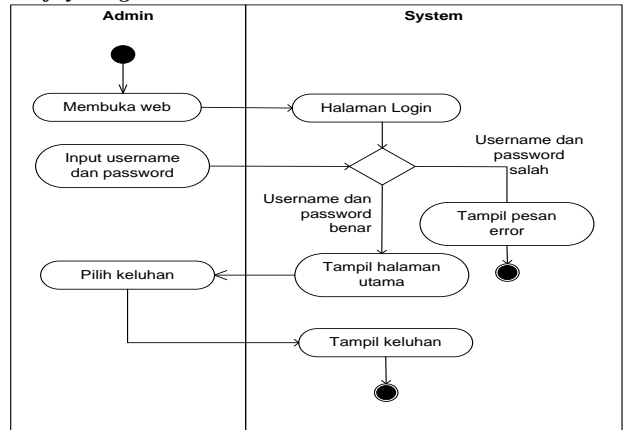 Admin
System
Membuka web
Halaman Login
Input username
dan password
Username dan
password
salah
Username dan
password
benar
Tampil pesan
error
Pilih keluhan
Tampil halaman
utama
Tampil keluhan